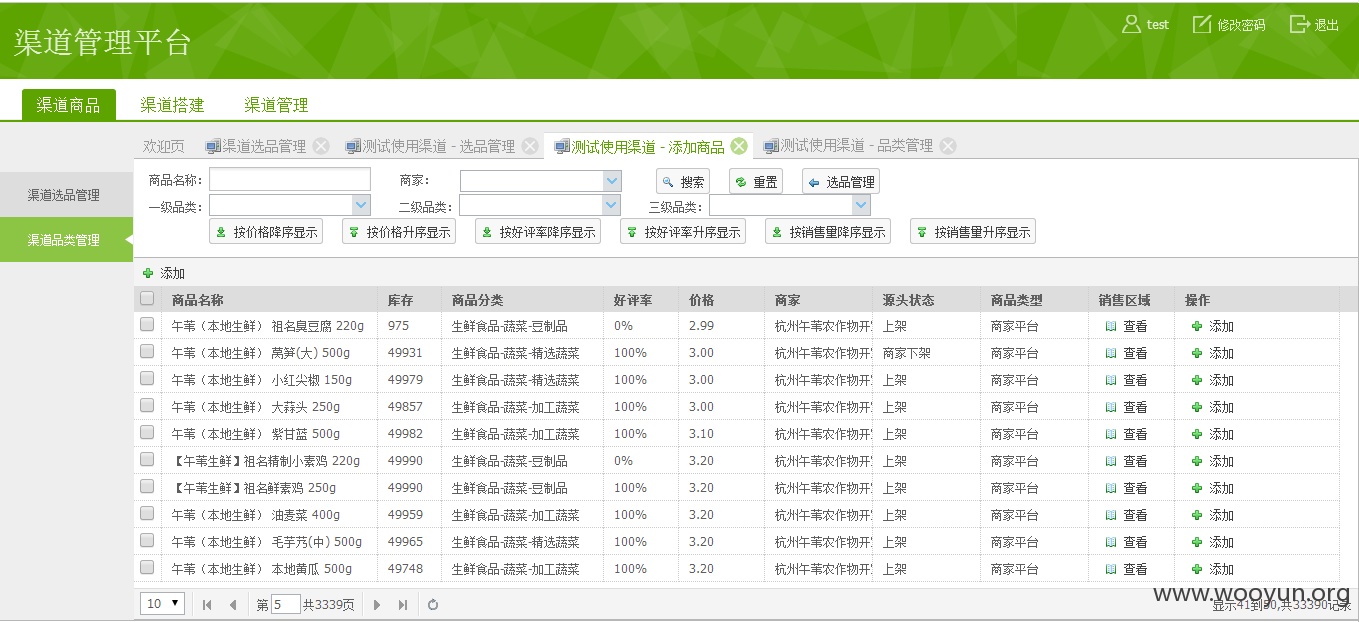 渠道管理平台
test 修改密码 退出
渠道商品 渠道搭建 渠道管理
欢迎页 渠道选品管理 测试使用渠道 - 选品管理 测试使用渠道 - 添加商品 测试使用渠道 - 品类管理
渠道选品管理
渠道品类管理
商品名称: 商家: 搜索 重置 选品管理
一级品类: 二级品类: 三级品类:
按价格降序显示 按价格升序显示 按好评率降序显示 按好评率升序显示 按销售量降序显示 按销售量升序显示
添加
商品名称 库存 商品分类 好评率 价格 商家 源头状态 商品类型 销售区域 操作
午苇（本地生鲜） 祖名臭豆腐 220g 975 生鲜食品-蔬菜-豆制品 0% 2.99 杭州午苇农作物开 上架 商家平台 查看 添加
午苇（本地生鲜） 莴笋(大) 500g 49931 生鲜食品-蔬菜-精选蔬菜 100% 3.00 杭州午苇农作物开 商家下架 商家平台 查看 添加
午苇（本地生鲜） 小红尖椒 150g 49979 生鲜食品-蔬菜-精选蔬菜 100% 3.00 杭州午苇农作物开 上架 商家平台 查看 添加
午苇（本地生鲜） 大蒜头 250g 49857 生鲜食品-蔬菜-加工蔬菜 100% 3.00 杭州午苇农作物开 上架 商家平台 查看 添加
午苇（本地生鲜） 紫甘蓝 500g 49982 生鲜食品-蔬菜-加工蔬菜 100% 3.10 杭州午苇农作物开 上架 商家平台 查看 添加
【午苇生鲜】祖名精制小素鸡 220g 49990 生鲜食品-蔬菜-豆制品 0% 3.20 杭州午苇农作物开 上架 商家平台 查看 添加
【午苇生鲜】祖名鲜素鸡 250g 49990 生鲜食品-蔬菜-豆制品 100% 3.20 杭州午苇农作物开 上架 商家平台 查看 添加
午苇（本地生鲜） 油麦菜 400g 49959 生鲜食品-蔬菜-加工蔬菜 100% 3.20 杭州午苇农作物开 上架 商家平台 查看 添加
午苇（本地生鲜） 毛芋艿(中) 500g 49965 生鲜食品-蔬菜-精选蔬菜 100% 3.20 杭州午苇农作物开 上架 商家平台 查看 添加
午苇（本地生鲜） 本地黄瓜 500g 49748 生鲜食品-蔬菜-加工蔬菜 100% 3.20 杭州午苇农作物开 上架 商家平台 查看 添加
10 第 5 共3339页 显示41到50,共33390记录
www.wooyun.org